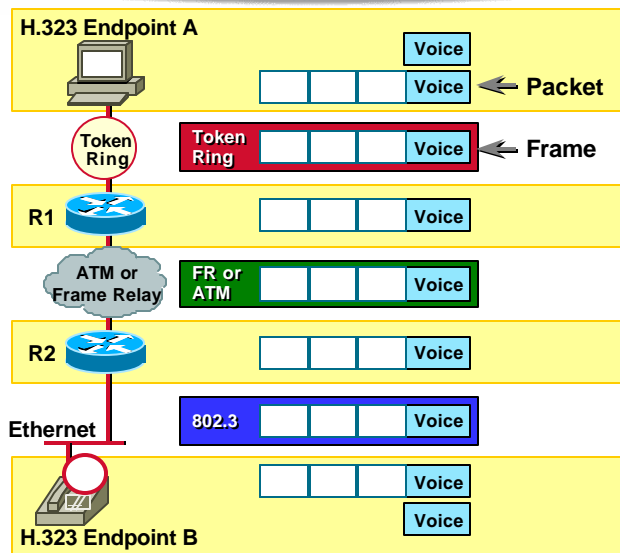 H.323 Endpoint A
Voice
Voice
Packet
Token
Ring
Token
Ring
Voice
Frame
R1
Voice
ATM or
Frame Relay
FR or
ATM
Voice
R2
Voice
Ethernet
802.3
Voice
Voice
Voice
H.323 Endpoint B